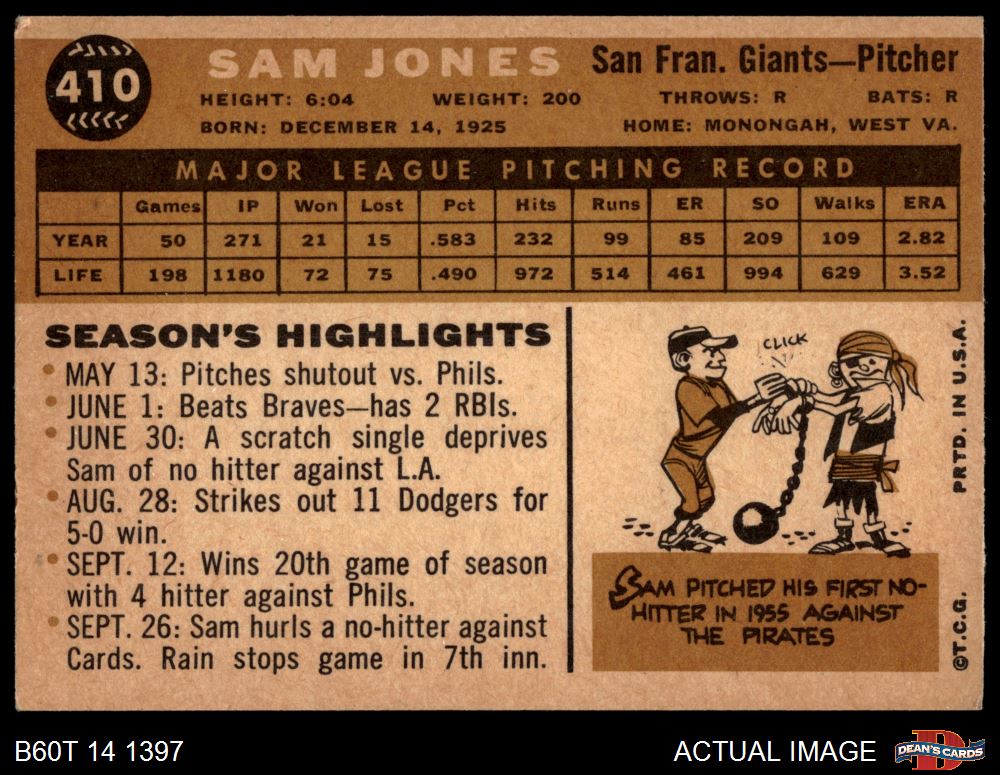 410
SAM JONES
San Fran. Giants—Pitcher
HEIGHT: 6:04 WEIGHT: 200 THROWS: R BATS: R
BORN: DECEMBER 14, 1925 HOME: MONONGAH, WEST VA.
MAJOR LEAGUE PITCHING RECORD
Games IP Won Lost Pct Hits Runs ER SO Walks ERA
YEAR 50 271 21 15 .583 232 99 85 209 109 2.82
LIFE 198 1180 72 75 .490 972 514 461 994 629 3.52
SEASON'S HIGHLIGHTS
• MAY 13: Pitches shutout vs. Phils.
• JUNE 1: Beats Braves—has 2 RBIs.
• JUNE 30: A scratch single deprives
Sam of no hitter against L.A.
• AUG. 28: Strikes out 11 Dodgers for
5-0 win.
• SEPT. 12: Wins 20th game of season
with 4 hitter against Phils.
• SEPT. 26: Sam hurls a no-hitter against
Cards. Rain stops game in 7th inn.
CLICK
SAM PITCHED HIS FIRST NO-
HITTER IN 1955 AGAINST
THE PIRATES
©T.C.G. PRTD. IN U.S.A.
B60T 14 1397
ACTUAL IMAGE
D
DEAN'S CARDS